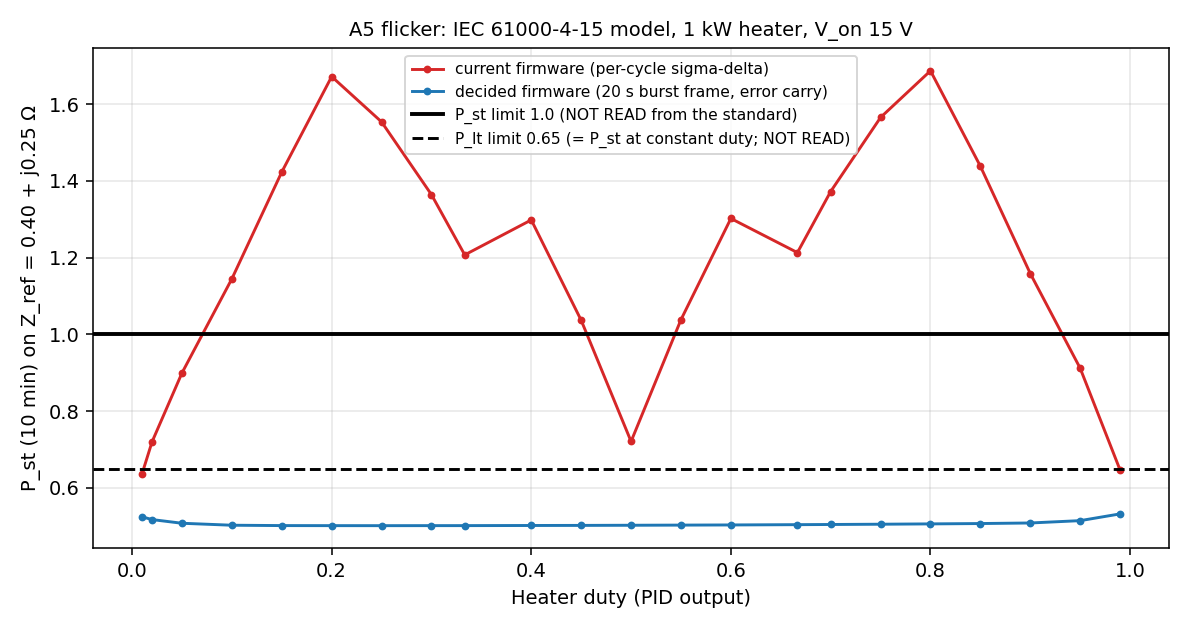 A5 flicker: IEC 61000-4-15 model, 1 kW heater, V_on 15 V
current firmware (per-cycle sigma-delta)
decided firmware (20 s burst frame, error carry)
P_st limit 1.0 (NOT READ from the standard)
P_lt limit 0.65 (= P_st at constant duty; NOT READ)
P_st (10 min) on Z_ref = 0.40 + j0.25 Ω
1.6
1.4
1.2
1.0
0.8
0.6
0.0 0.2 0.4 0.6 0.8 1.0
Heater duty (PID output)